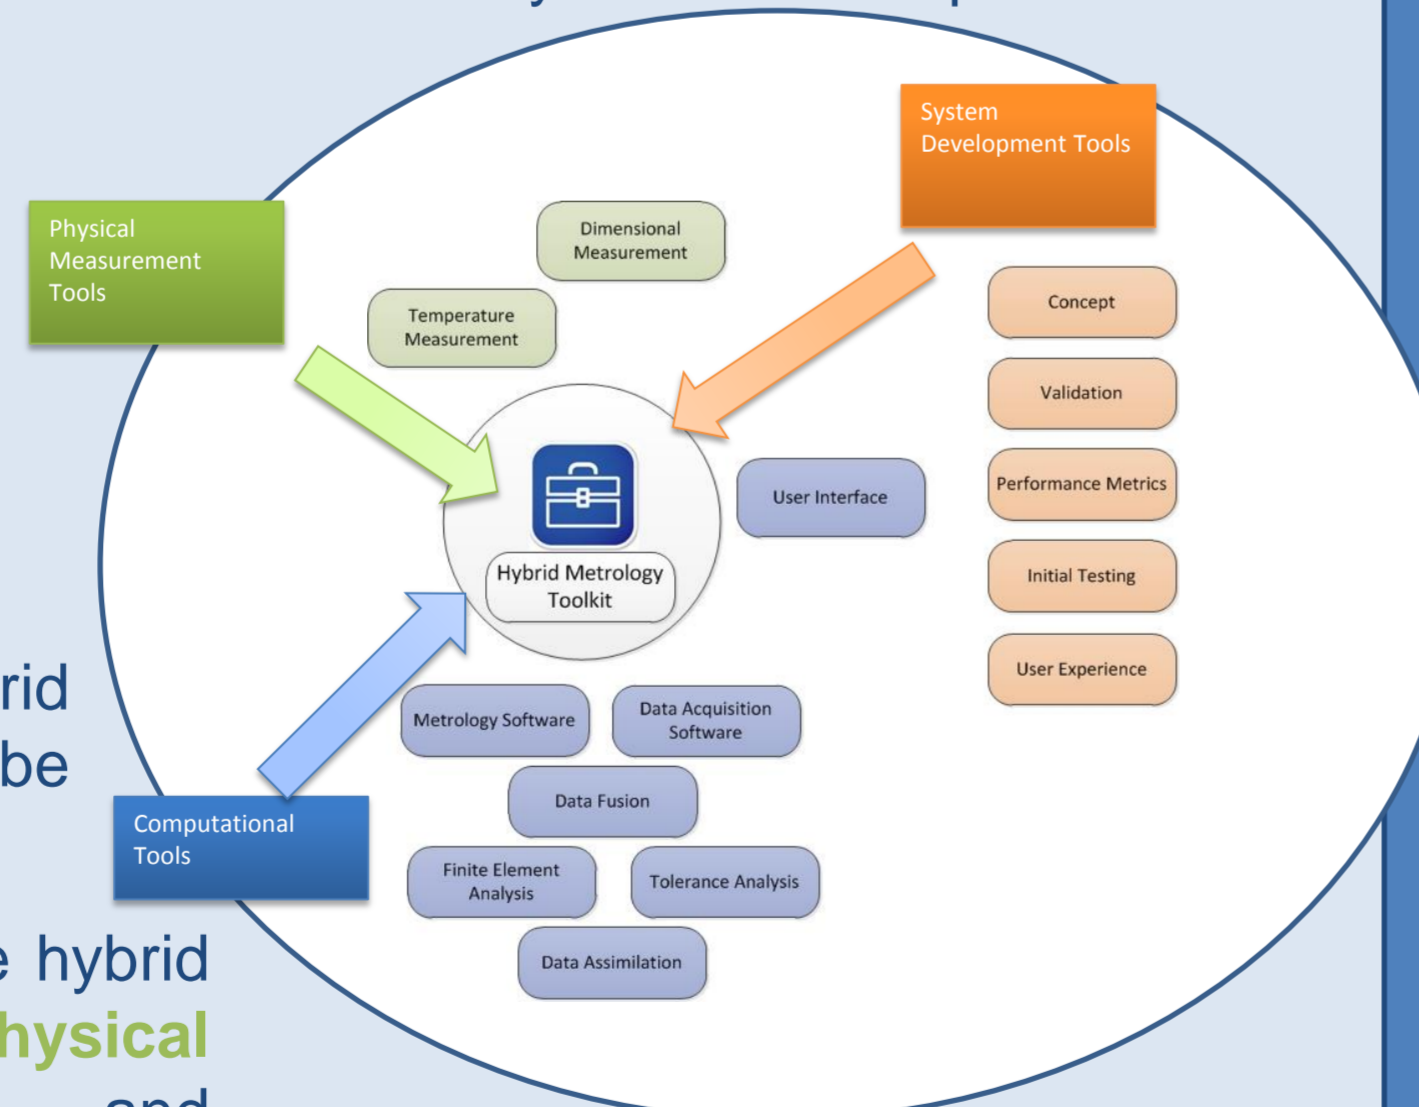 System
Development Tools
Physical
Measurement
Tools
Dimensional
Measurement
Temperature
Measurement
Concept
Validation
Performance Metrics
Initial Testing
User Experience
User Interface
Hybrid Metrology
Toolkit
Metrology Software
Data Acquisition
Software
Data Fusion
Finite Element
Analysis
Tolerance Analysis
Data Assimilation
Computational
Tools
rid
be
e hybrid
hysical
and